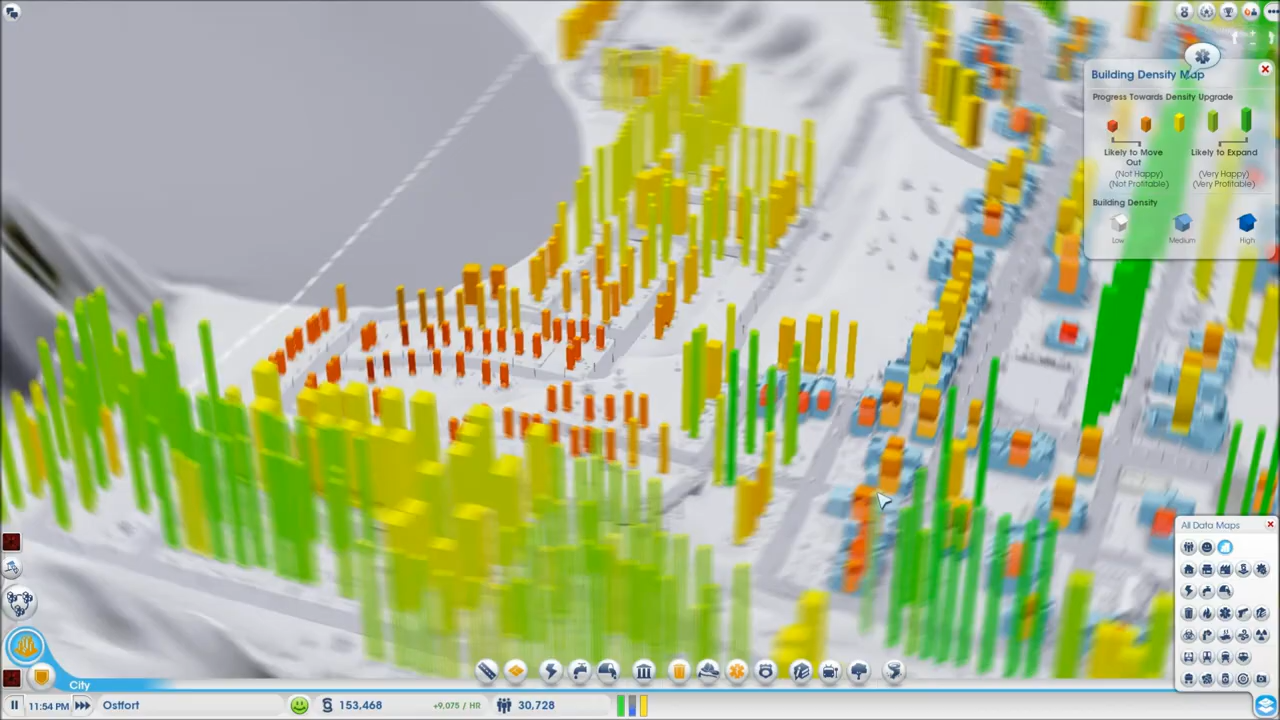 Building Density Map
Progress Towards Density Upgrade
Likely to Move Out
Likely to Expand
(Not Happy)
(Not Profitable)
(Very Happy)
(Very Profitable)
Building Density
Low
Medium
High
All Data Maps
City
11:54 PM
Ostfort
153,468
+9,075 / HR
30,728